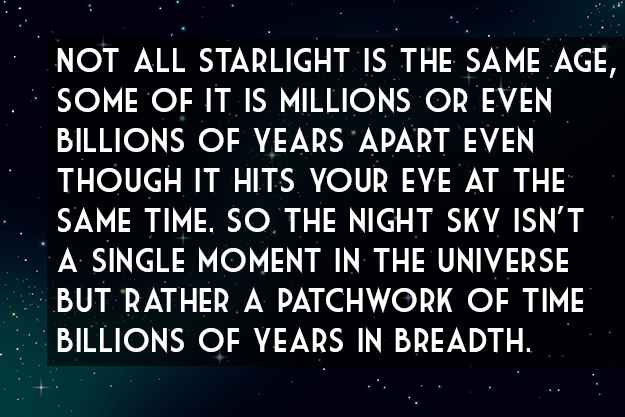 NOT ALL STARLIGHT IS THE SAME AGE,
SOME OF IT IS MILLIONS OR EVEN
BILLIONS OF YEARS APART EVEN
THOUGH IT HITS YOUR EYE AT THE
SAME TIME. SO THE NIGHT SKY ISN'T
A SINGLE MOMENT IN THE UNIVERSE
BUT RATHER A PATCHWORK OF TIME
BILLIONS OF YEARS IN BREADTH.